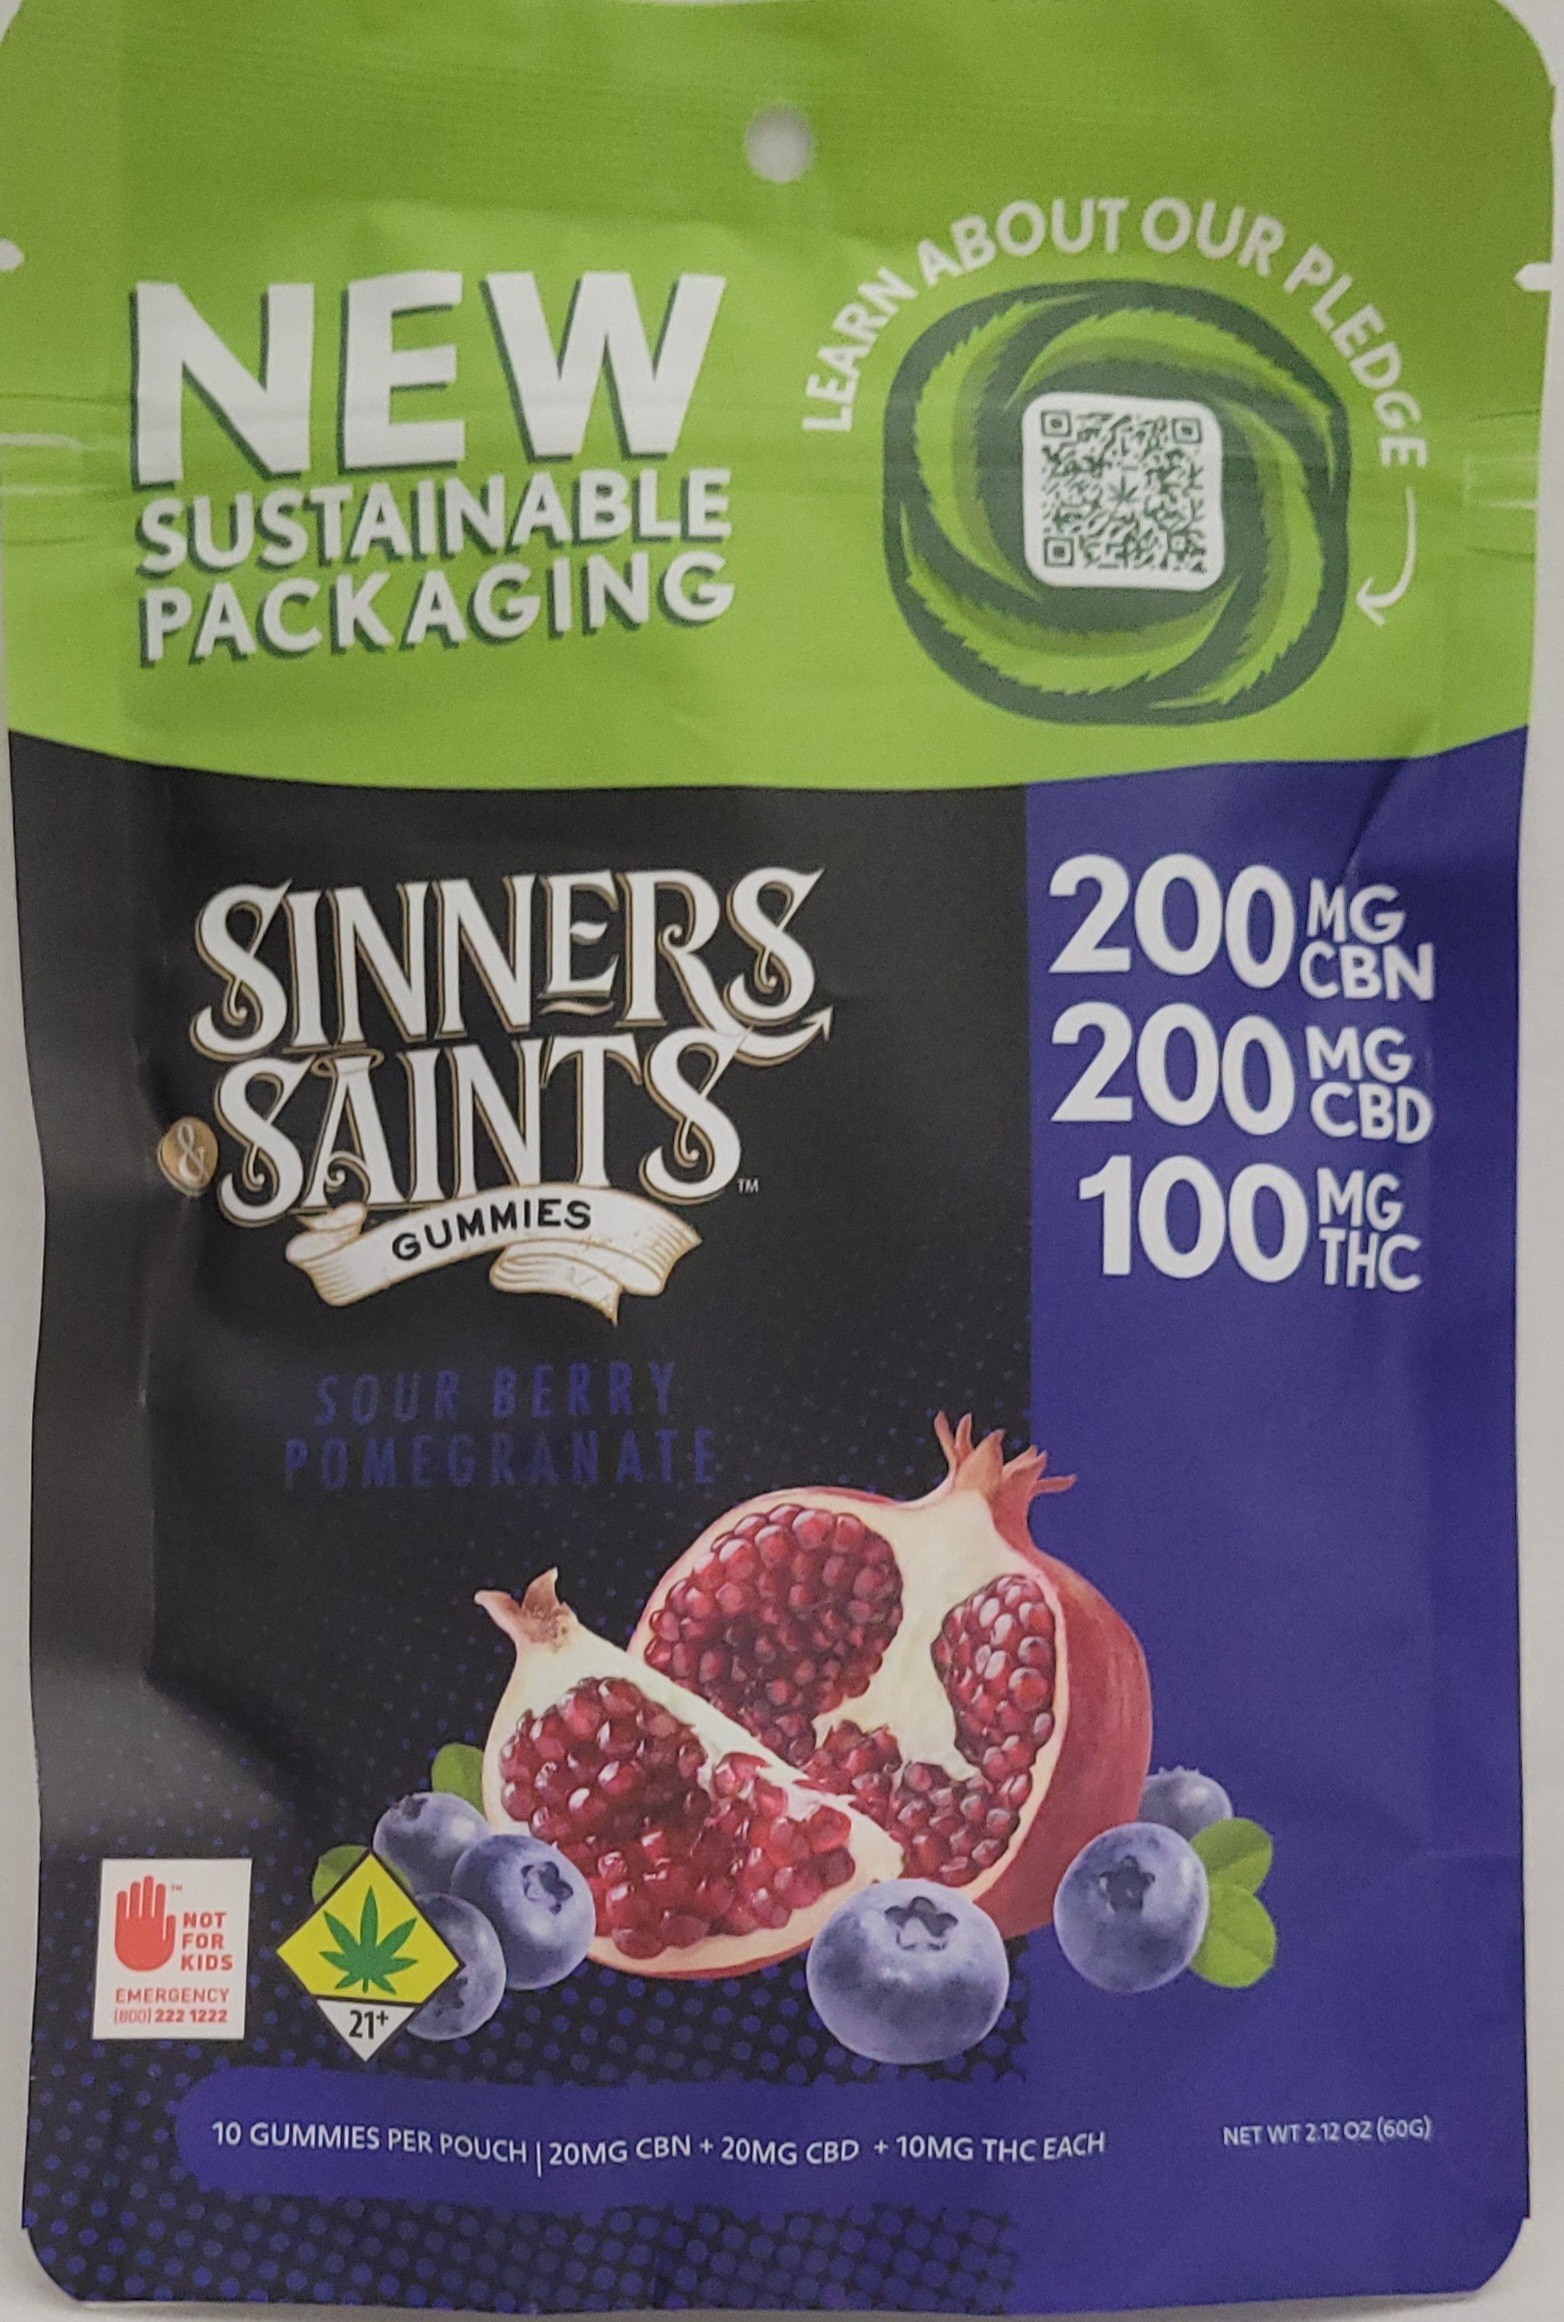 LEARN ABOUT OUR PLEDGE
NEW
SUSTAINABLE
PACKAGING
SINNERS
& SAINTS™
GUMMIES
200 MG CBN
200 MG CBD
100 MG THC
SOUR BERRY
POMEGRANATE
™
NOT
FOR
KIDS
EMERGENCY
(800) 222 1222
21+
10 GUMMIES PER POUCH | 20MG CBN + 20MG CBD + 10MG THC EACH
NET WT 2.12 OZ (60G)